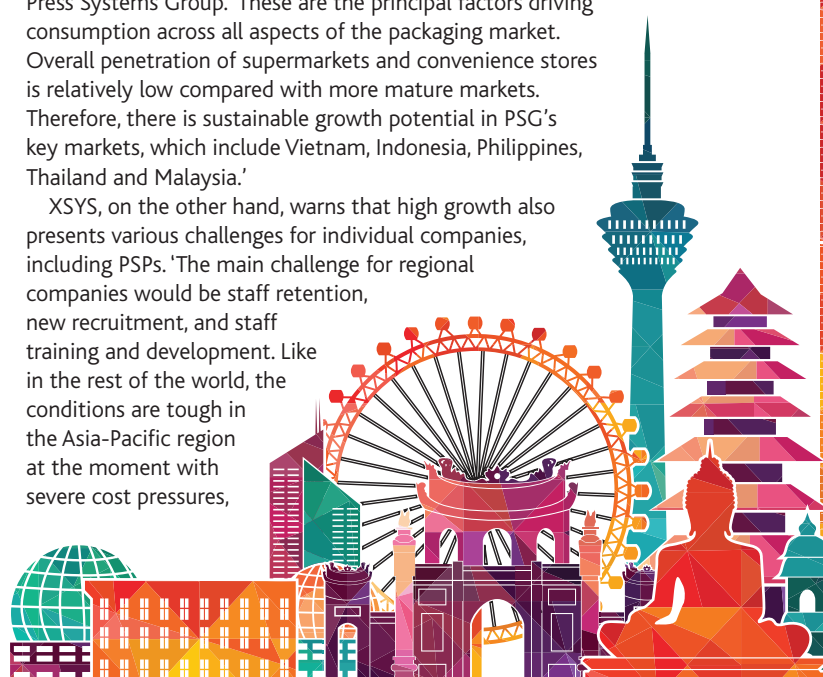 Press Systems Group. 'These are the principal factors driving
consumption across all aspects of the packaging market.
Overall penetration of supermarkets and convenience stores
is relatively low compared with more mature markets.
Therefore, there is sustainable growth potential in PSG's
key markets, which include Vietnam, Indonesia, Philippines,
Thailand and Malaysia.'
XSYS, on the other hand, warns that high growth also
presents various challenges for individual companies,
including PSPs. 'The main challenge for regional
companies would be staff retention,
new recruitment, and staff
training and development. Like
in the rest of the world, the
conditions are tough in
the Asia-Pacific region
at the moment with
severe cost pressures,